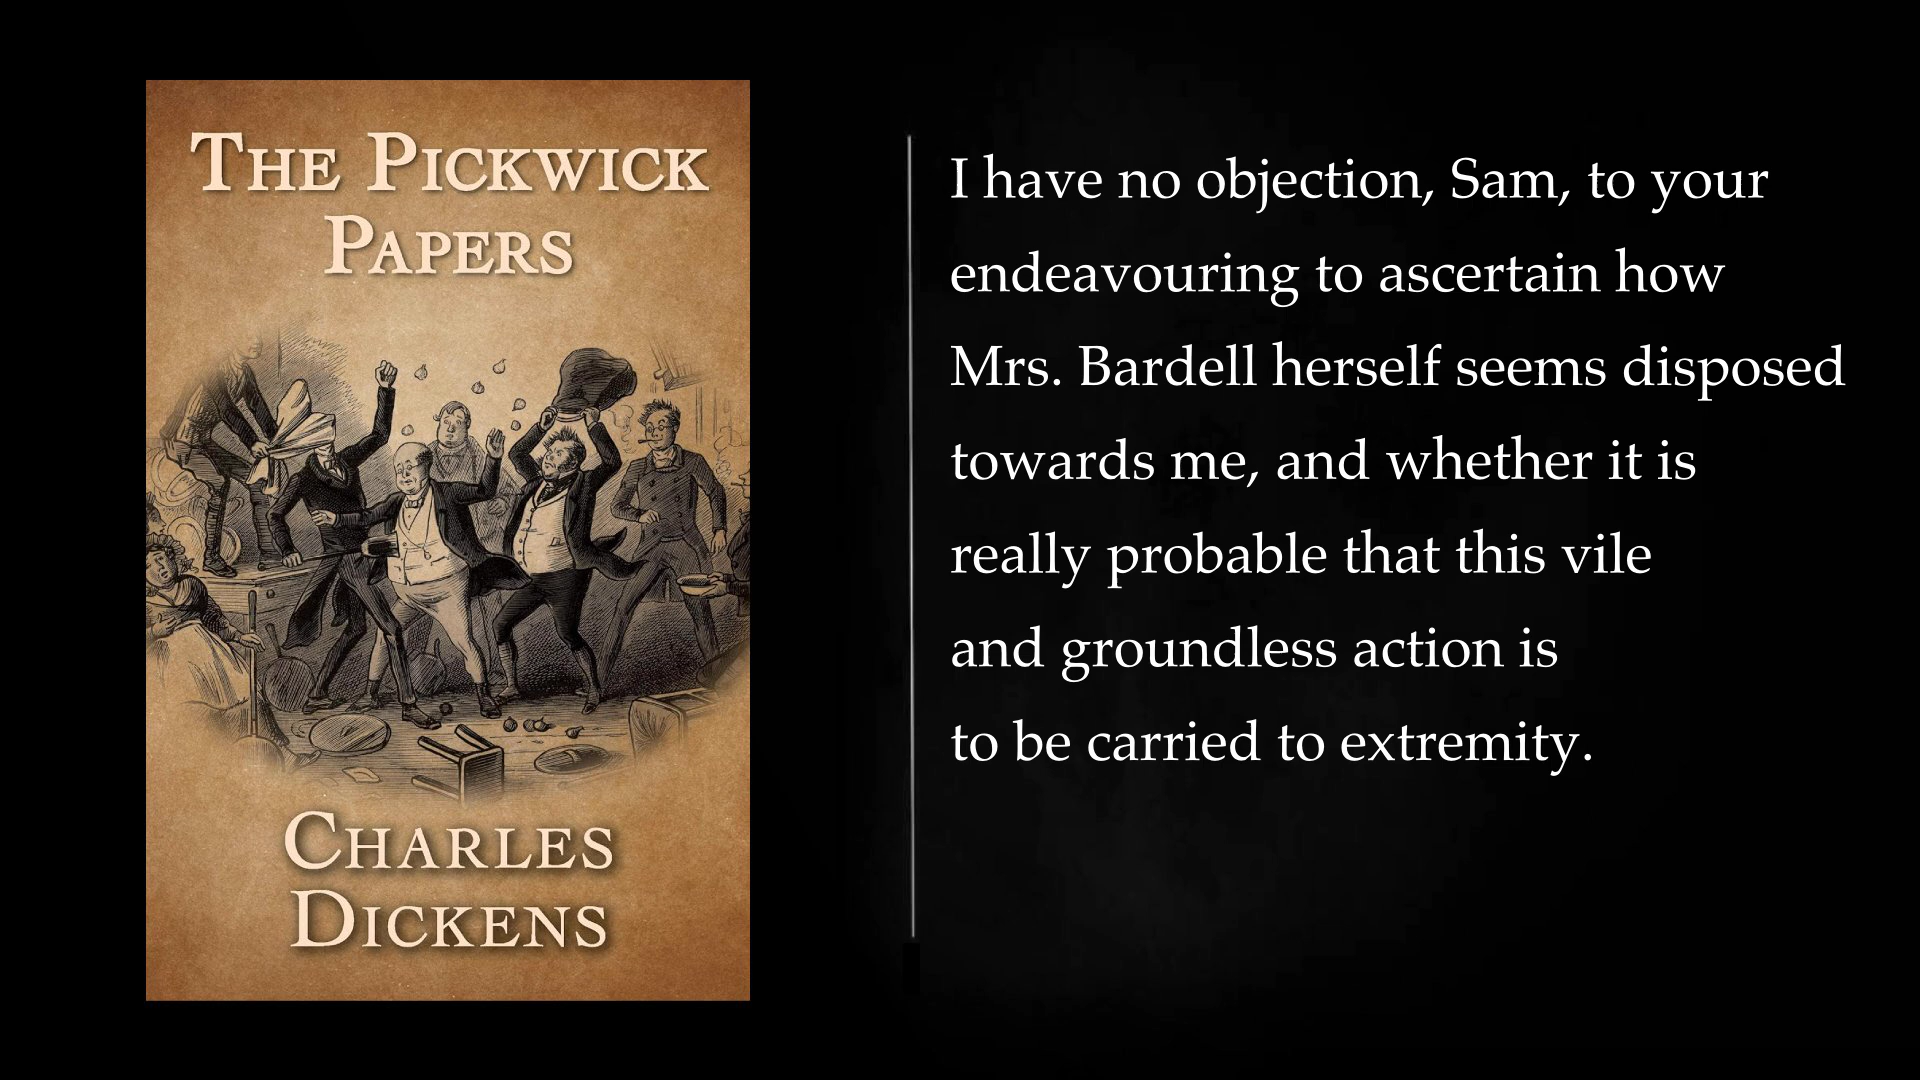 The Pickwick
Papers
Charles
Dickens
I have no objection, Sam, to your
endeavouring to ascertain how
Mrs. Bardell herself seems disposed
towards me, and whether it is
really probable that this vile
and groundless action is
to be carried to extremity.